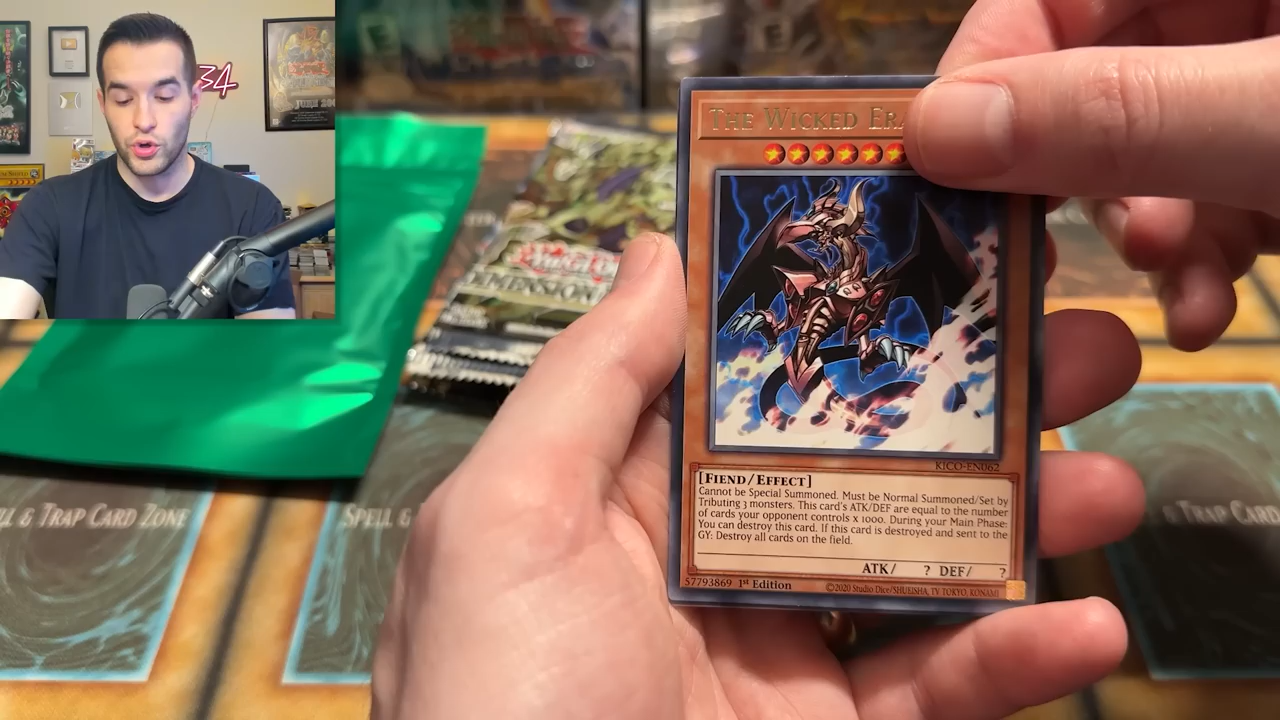 34
THE WICKED ERA
KICO-EN062
[FIEND/EFFECT]
Cannot be Special Summoned. Must be Normal Summoned/Set by
Tributing 3 monsters. This card's ATK/DEF are equal to the number
of cards your opponent controls x 1000. During your Main Phase:
You can destroy this card. If this card is destroyed and sent to the
GY: Destroy all cards on the field.
ATK/ ? DEF/ ?
57793869 1st Edition
©2020 Studio Dice/SHUEISHA, TV TOKYO, KONAMI
LL & TRAP CARD ZONE
SPELL &
& TRAP CARD